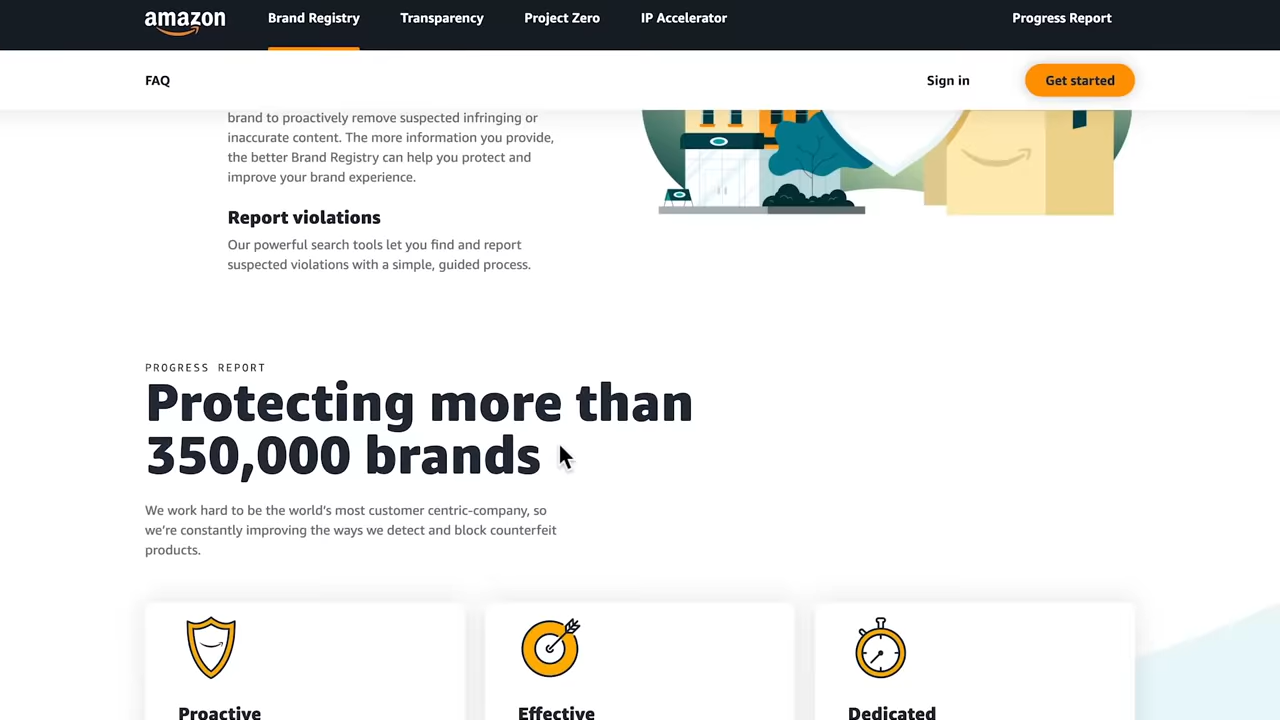 amazon
Brand Registry
Transparency
Project Zero
IP Accelerator
Progress Report
FAQ
Sign in
Get started
brand to proactively remove suspected infringing or
inaccurate content. The more information you provide,
the better Brand Registry can help you protect and
improve your brand experience.
Report violations
Our powerful search tools let you find and report
suspected violations with a simple, guided process.
PROGRESS REPORT
Protecting more than
350,000 brands
We work hard to be the world's most customer centric-company, so
we're constantly improving the ways we detect and block counterfeit
products.
Proactive
Effective
Dedicated